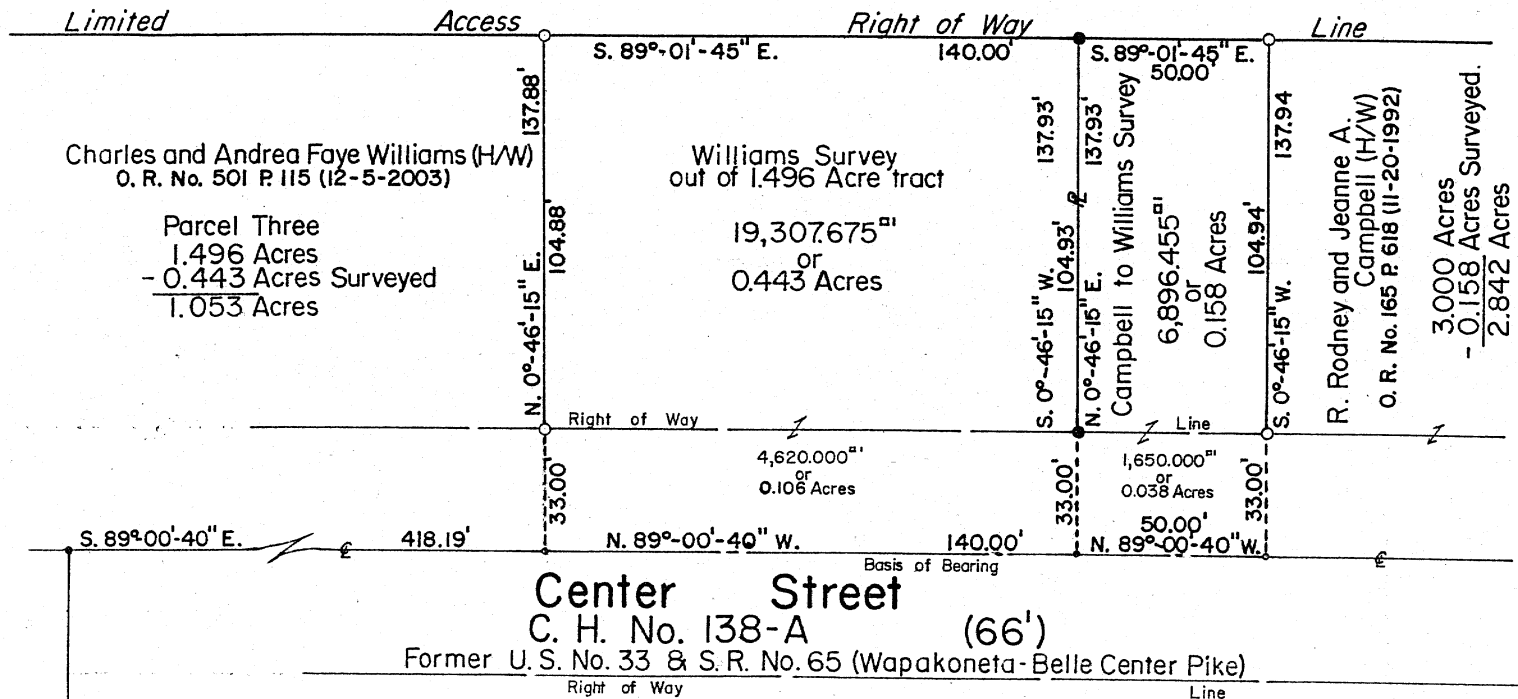 Limited Access Right of Way Line
S. 89°-01'-45" E. 140.00'
S. 89°-01'-45" E.
50.00'
137.88'
104.88'
N. 0°-46'-15" E.
Charles and Andrea Faye Williams (H/W)
O. R. No. 501 P. 115 (12-5-2003)
Parcel Three
1.496 Acres
- 0.443 Acres Surveyed
1.053 Acres
Williams Survey
out of 1.496 Acre tract
19,307.675
or
0.443 Acres
S. 0°-46'-15" W. 104.93' 137.93'
N. 0°-46'-15" E. 137.93'
Campbell to Williams Survey
6,896.455
or
0.158 Acres
104.94'
S. 0°-46'-15" W. 137.94
R. Rodney and Jeanne A.
Campbell (H/W)
O. R. No. 165 P. 618 (11-20-1992)
3.000 Acres
- 0.158 Acres Surveyed.
2.842 Acres
Right of Way Line
4,620.000
or
0.106 Acres
1,650.000
or
0.038 Acres
33.00'
33.00'
33.00'
50.00'
S. 89°-00'-40" E. ℄ 418.19' N. 89°-00'-40" W. 140.00' N. 89°-00'-40" W. ℄
Basis of Bearing
Center Street
C. H. No. 138-A (66')
Former U. S. No. 33 & S. R. No. 65 (Wapakoneta-Belle Center Pike)
Right of Way Line